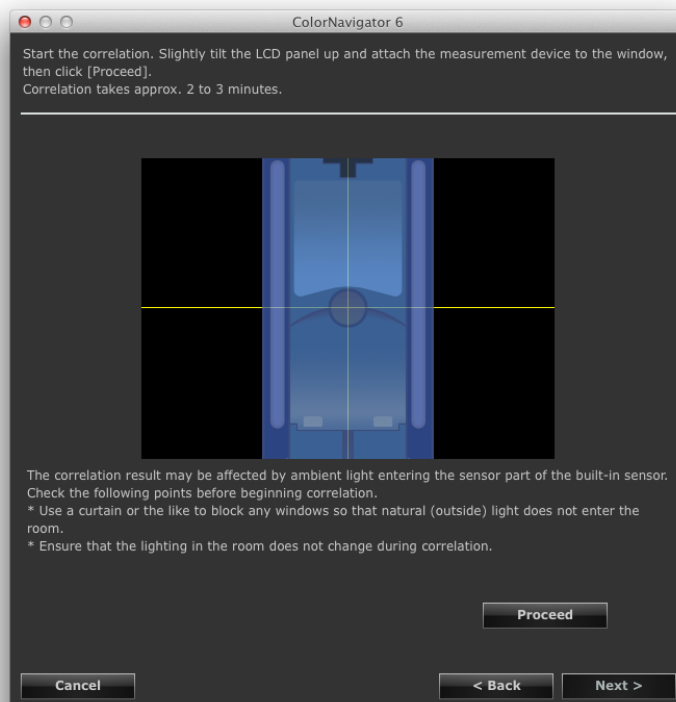 ColorNavigator 6
Start the correlation. Slightly tilt the LCD panel up and attach the measurement device to the window,
then click [Proceed].
Correlation takes approx. 2 to 3 minutes.
The correlation result may be affected by ambient light entering the sensor part of the built-in sensor.
Check the following points before beginning correlation.
* Use a curtain or the like to block any windows so that natural (outside) light does not enter the
room.
* Ensure that the lighting in the room does not change during correlation.
Proceed
Cancel
< Back
Next >